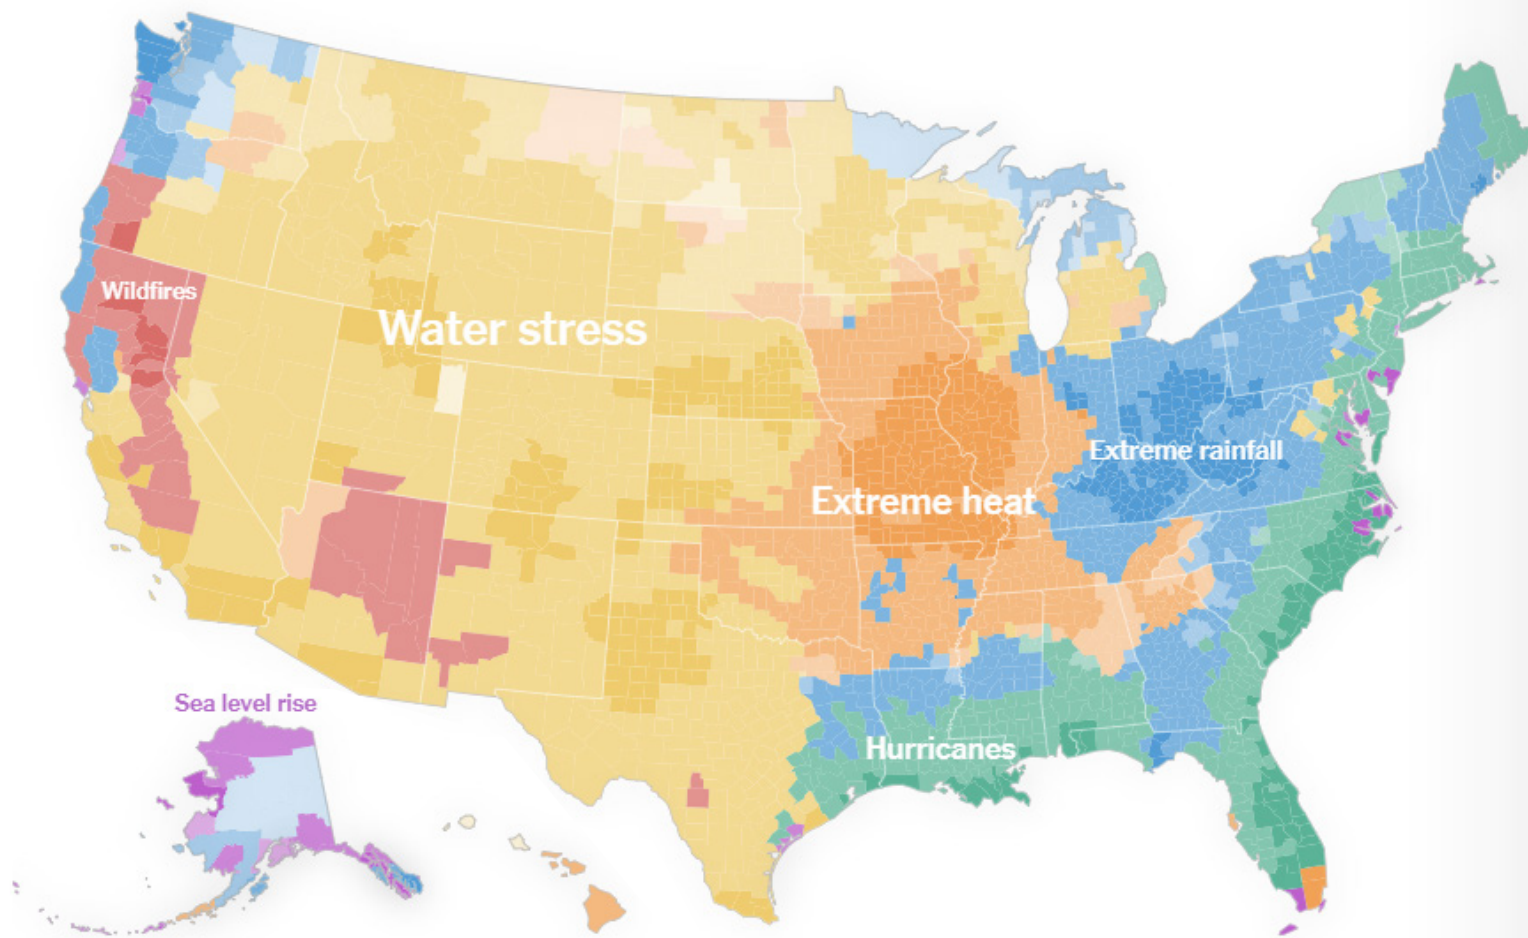 Wildfires
Water stress
Extreme rainfall
Extreme heat
Sea level rise
Hurricanes